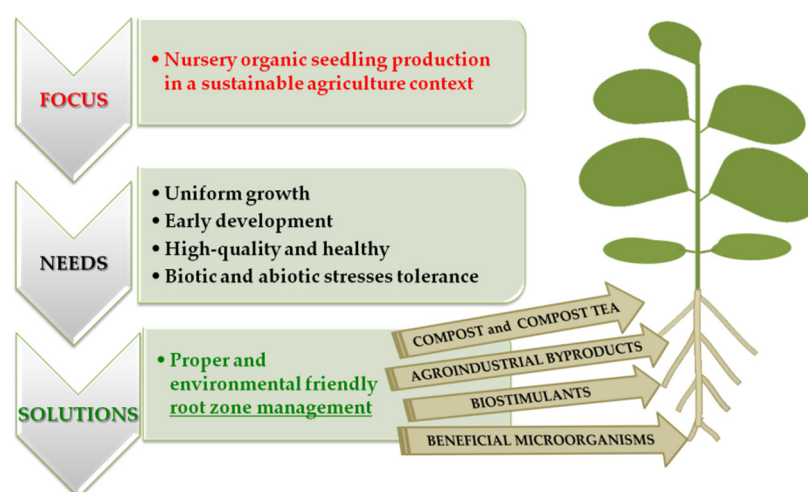 FOCUS
• Nursery organic seedling production
in a sustainable agriculture context
NEEDS
• Uniform growth
• Early development
• High-quality and healthy
• Biotic and abiotic stresses tolerance
SOLUTIONS
• Proper and
environmental friendly
root zone management
COMPOST and COMPOST TEA
AGROINDUSTRIAL BYPRODUCTS
BIOSTIMULANTS
BENEFICIAL MICROORGANISMS